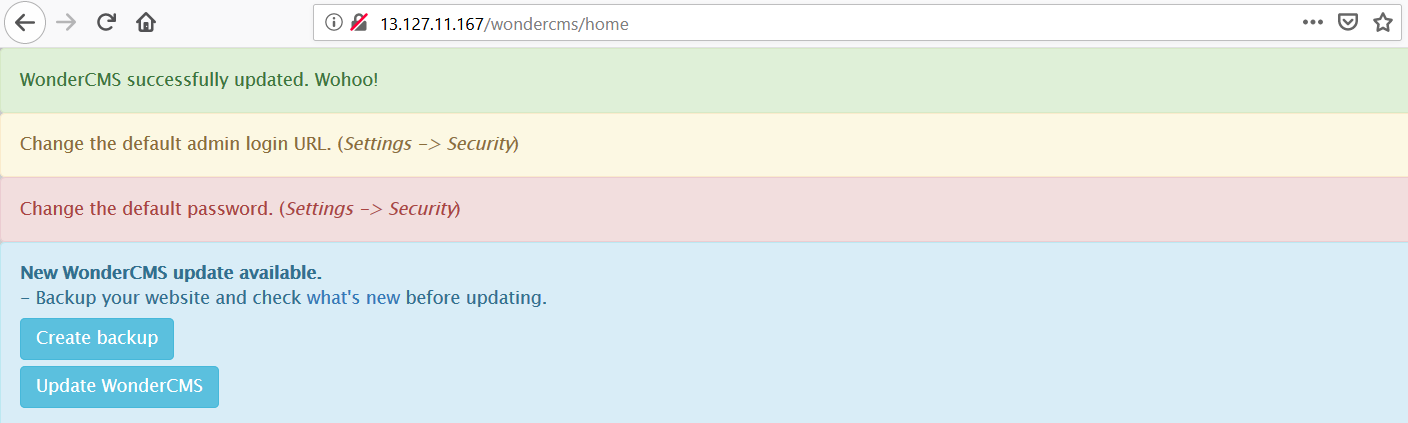 13.127.11.167/wondercms/home
WonderCMS successfully updated. Wohoo!
Change the default admin login URL. (Settings -> Security)
Change the default password. (Settings -> Security)
New WonderCMS update available.
- Backup your website and check what's new before updating.
Create backup
Update WonderCMS